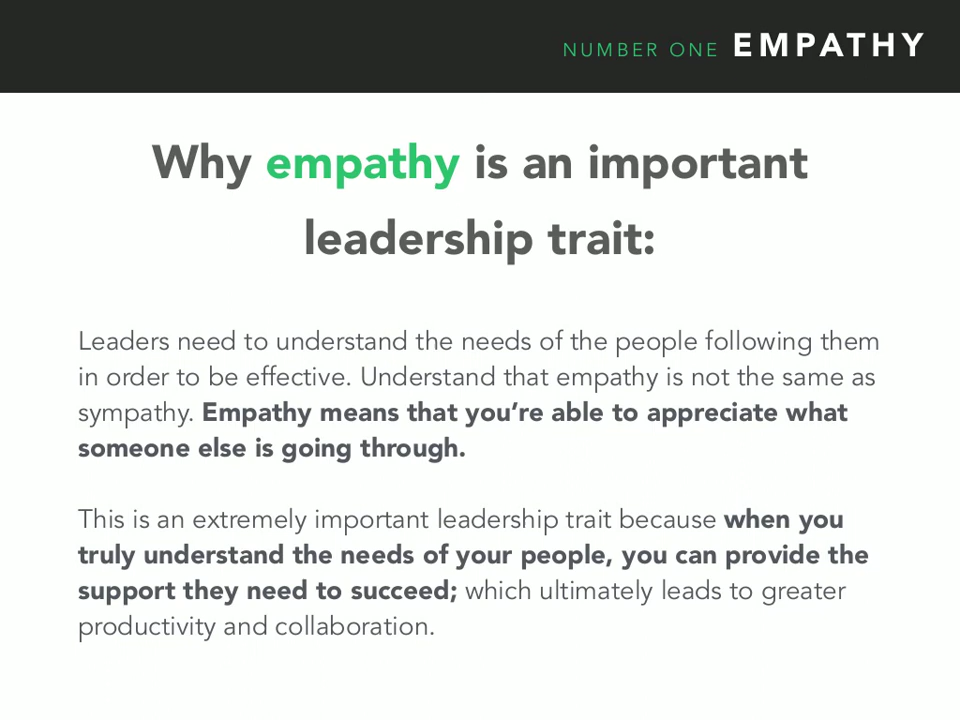 NUMBER ONE EMPATHY
Why empathy is an important
leadership trait:
Leaders need to understand the needs of the people following them
in order to be effective. Understand that empathy is not the same as
sympathy. Empathy means that you’re able to appreciate what
someone else is going through.
This is an extremely important leadership trait because when you
truly understand the needs of your people, you can provide the
support they need to succeed; which ultimately leads to greater
productivity and collaboration.